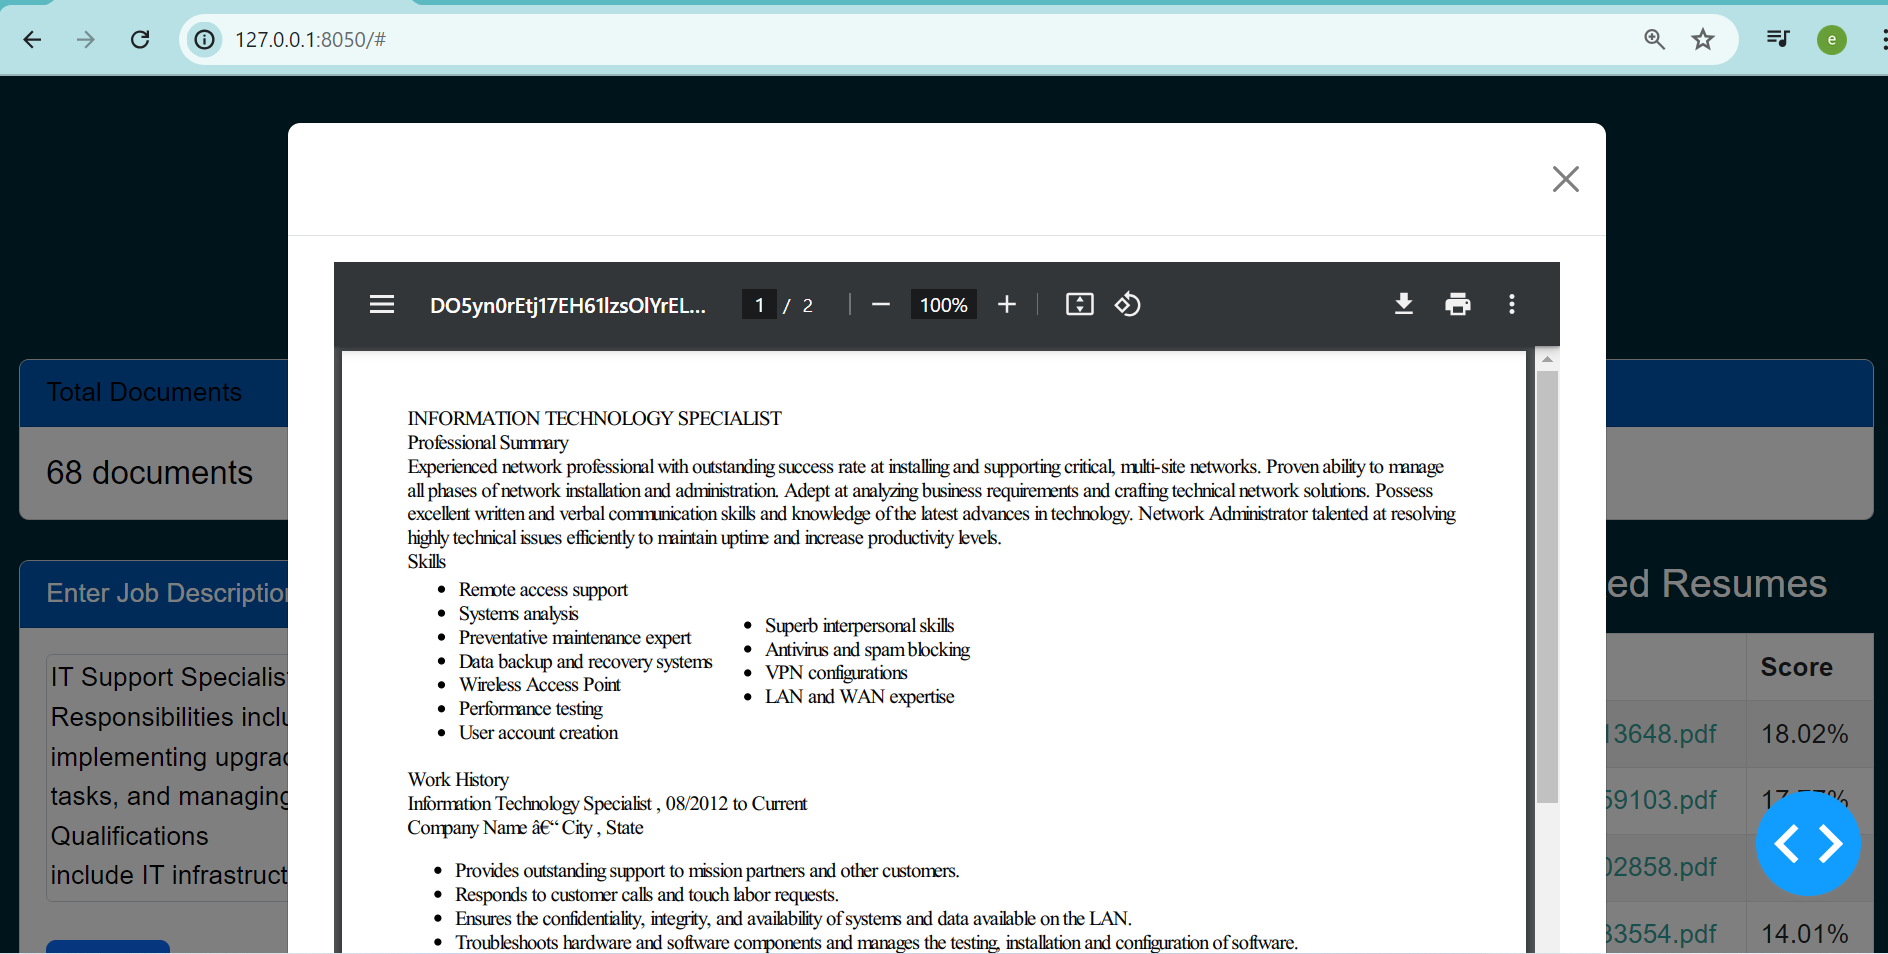 127.0.0.1:8050/#
e
DO5yn0rEtj17EH61lzsOlYrEL...
1 / 2
100%
Total Documents
68 documents
INFORMATION TECHNOLOGY SPECIALIST
Professional Summary
Experienced network professional with outstanding success rate at installing and supporting critical, multi-site networks. Proven ability to manage
all phases of network installation and administration. Adept at analyzing business requirements and crafting technical network solutions. Possess
excellent written and verbal communication skills and knowledge of the latest advances in technology. Network Administrator talented at resolving
highly technical issues efficiently to maintain uptime and increase productivity levels.
Skills
Remote access support
Systems analysis
Preventative maintenance expert
Data backup and recovery systems
Wireless Access Point
Performance testing
User account creation
Superb interpersonal skills
Antivirus and spam blocking
VPN configurations
LAN and WAN expertise
Work History
Information Technology Specialist , 08/2012 to Current
Company Name â€“ City , State
Provides outstanding support to mission partners and other customers.
Responds to customer calls and touch labor requests.
Ensures the confidentiality, integrity, and availability of systems and data available on the LAN.
Troubleshoots hardware and software components and manages the testing, installation and configuration of software.
Enter Job Description
IT Support Specialis
Responsibilities inclu
implementing upgrad
tasks, and managing
Qualifications
include IT infrastruct
ed Resumes
Score
13648.pdf 18.02%
59103.pdf
02858.pdf
33554.pdf 14.01%